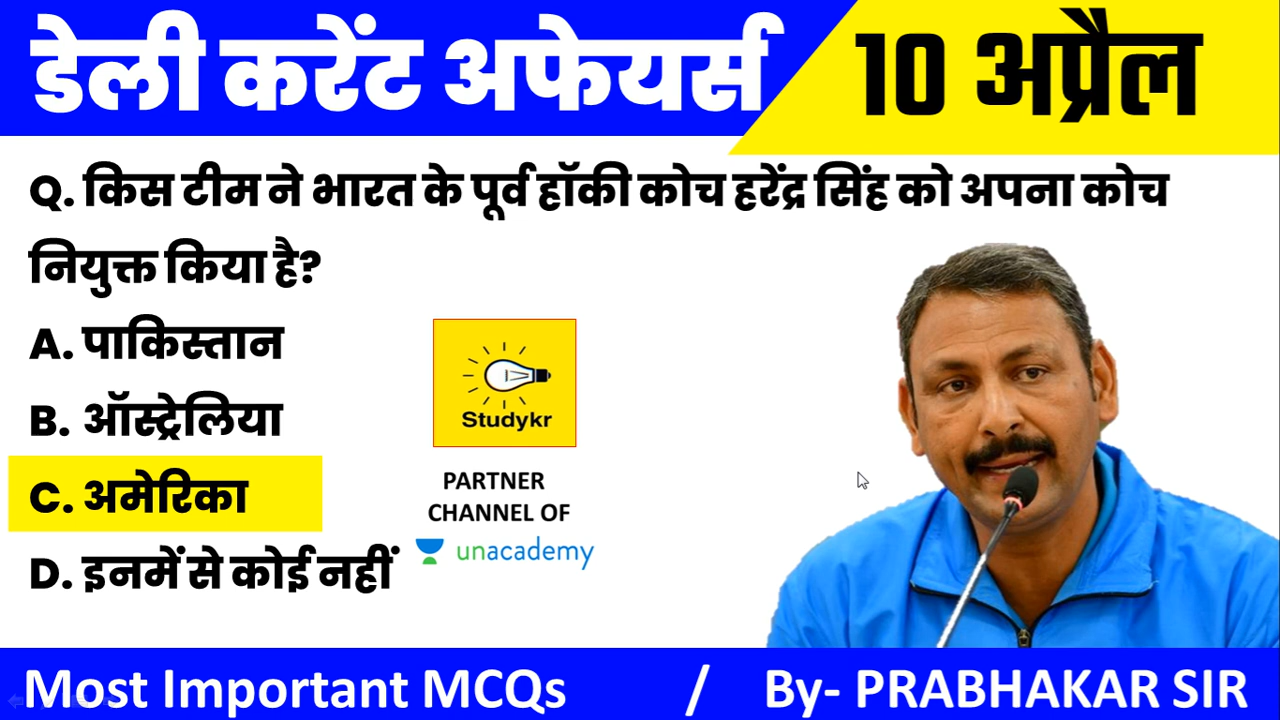 डेली करेंट अफेयर्स
10 अप्रैल
Q. किस टीम ने भारत के पूर्व हॉकी कोच हरेंद्र सिंह को अपना कोच
नियुक्त किया है?
A. पाकिस्तान
B. ऑस्ट्रेलिया
C. अमेरिका
D. इनमें से कोई नहीं
Studykr
PARTNER
CHANNEL OF
unacademy
Most Important MCQs / By- PRABHAKAR SIR